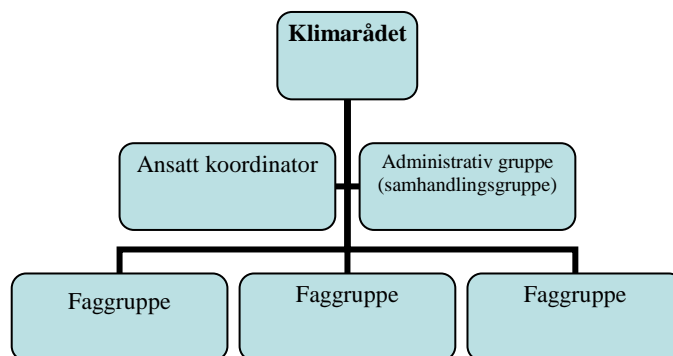 Klimarådet
Ansatt koordinator
Administrativ gruppe
(samhandlingsgruppe)
Faggruppe
Faggruppe
Faggruppe